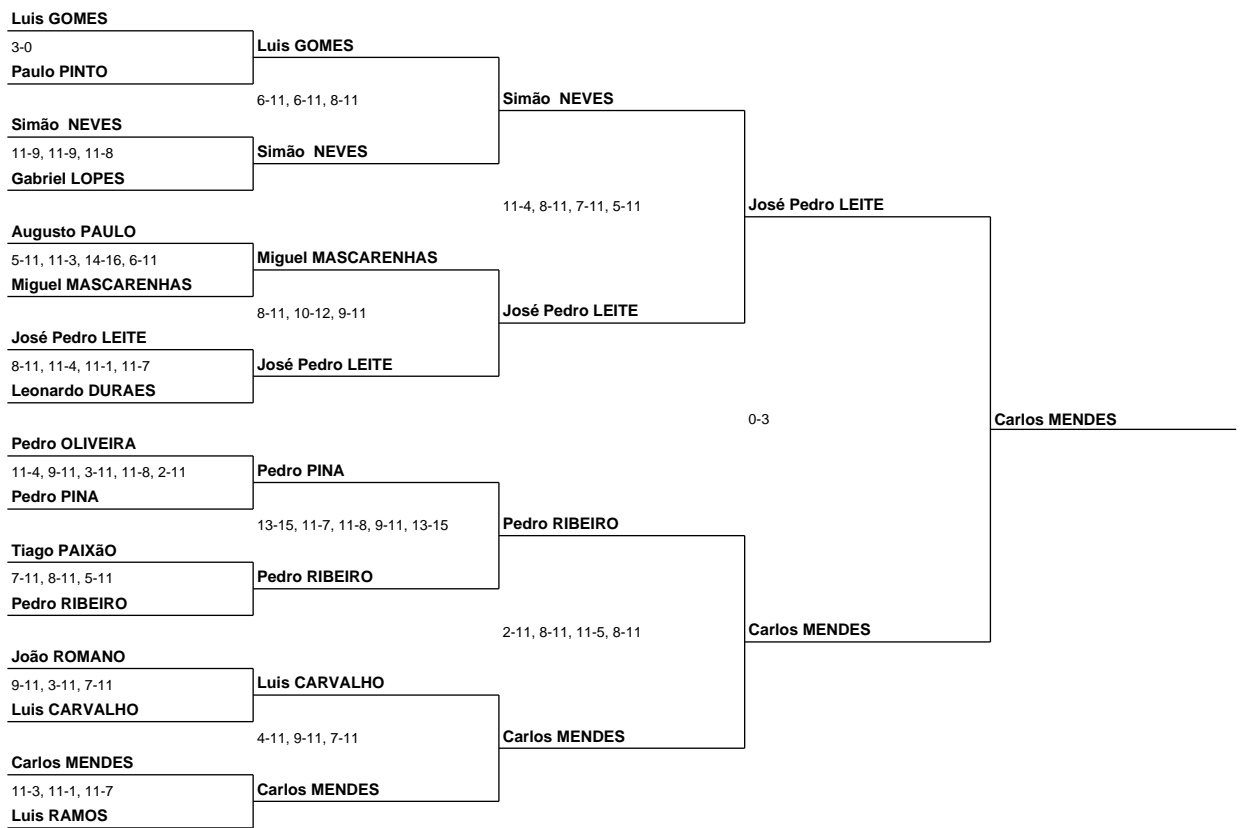 Luis GOMES
3-0
Luis GOMES
Paulo PINTO
6-11, 6-11, 8-11
Simão  NEVES
Simão  NEVES
11-9, 11-9, 11-8
Simão  NEVES
Gabriel LOPES
11-4, 8-11, 7-11, 5-11
José Pedro LEITE
Augusto PAULO
5-11, 11-3, 14-16, 6-11
Miguel MASCARENHAS
Miguel MASCARENHAS
8-11, 10-12, 9-11
José Pedro LEITE
José Pedro LEITE
8-11, 11-4, 11-1, 11-7
José Pedro LEITE
Leonardo DURAES
0-3
Carlos MENDES
Pedro OLIVEIRA
11-4, 9-11, 3-11, 11-8, 2-11
Pedro PINA
Pedro PINA
13-15, 11-7, 11-8, 9-11, 13-15
Pedro RIBEIRO
Tiago PAIXãO
7-11, 8-11, 5-11
Pedro RIBEIRO
Pedro RIBEIRO
2-11, 8-11, 11-5, 8-11
Carlos MENDES
João ROMANO
9-11, 3-11, 7-11
Luis CARVALHO
Luis CARVALHO
4-11, 9-11, 7-11
Carlos MENDES
Carlos MENDES
11-3, 11-1, 11-7
Carlos MENDES
Luis RAMOS